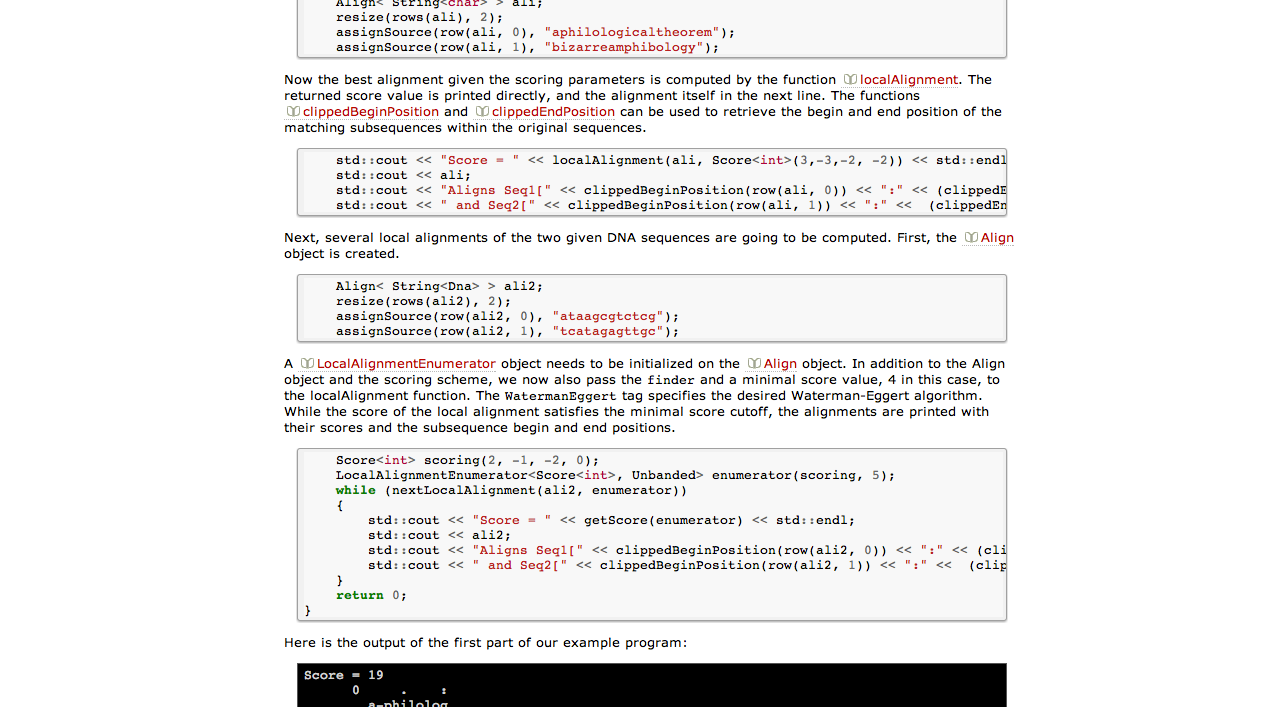 Align< String<char> > ali;
resize(rows(ali), 2);
assignSource(row(ali, 0), "aphilologicaltheorem");
assignSource(row(ali, 1), "bizarreamphibology");
Now the best alignment given the scoring parameters is computed by the function localAlignment. The
returned score value is printed directly, and the alignment itself in the next line. The functions
clippedBeginPosition and clippedEndPosition can be used to retrieve the begin and end position of the
matching subsequences within the original sequences.
std::cout << "Score = " << localAlignment(ali, Score<int>(3,-3,-2, -2)) << std::endl
std::cout << ali;
std::cout << "Aligns Seq1[" << clippedBeginPosition(row(ali, 0)) << ":" << (clippedE
std::cout << " and Seq2[" << clippedBeginPosition(row(ali, 1)) << ":" <<  (clippedEn
Next, several local alignments of the two given DNA sequences are going to be computed. First, the Align
object is created.
Align< String<Dna> > ali2;
resize(rows(ali2), 2);
assignSource(row(ali2, 0), "ataagcgtctcg");
assignSource(row(ali2, 1), "tcatagagttgc");
A LocalAlignmentEnumerator object needs to be initialized on the Align object. In addition to the Align
object and the scoring scheme, we now also pass the finder and a minimal score value, 4 in this case, to
the localAlignment function. The WatermanEggert tag specifies the desired Waterman-Eggert algorithm.
While the score of the local alignment satisfies the minimal score cutoff, the alignments are printed with
their scores and the subsequence begin and end positions.
Score<int> scoring(2, -1, -2, 0);
LocalAlignmentEnumerator<Score<int>, Unbanded> enumerator(scoring, 5);
while (nextLocalAlignment(ali2, enumerator))
{
std::cout << "Score = " << getScore(enumerator) << std::endl;
std::cout << ali2;
std::cout << "Aligns Seq1[" << clippedBeginPosition(row(ali2, 0)) << ":" << (cli
std::cout << " and Seq2[" << clippedBeginPosition(row(ali2, 1)) << ":" <<  (clip
}
return 0;
}
Here is the output of the first part of our example program:
Score = 19
0     .    :
a-philolog